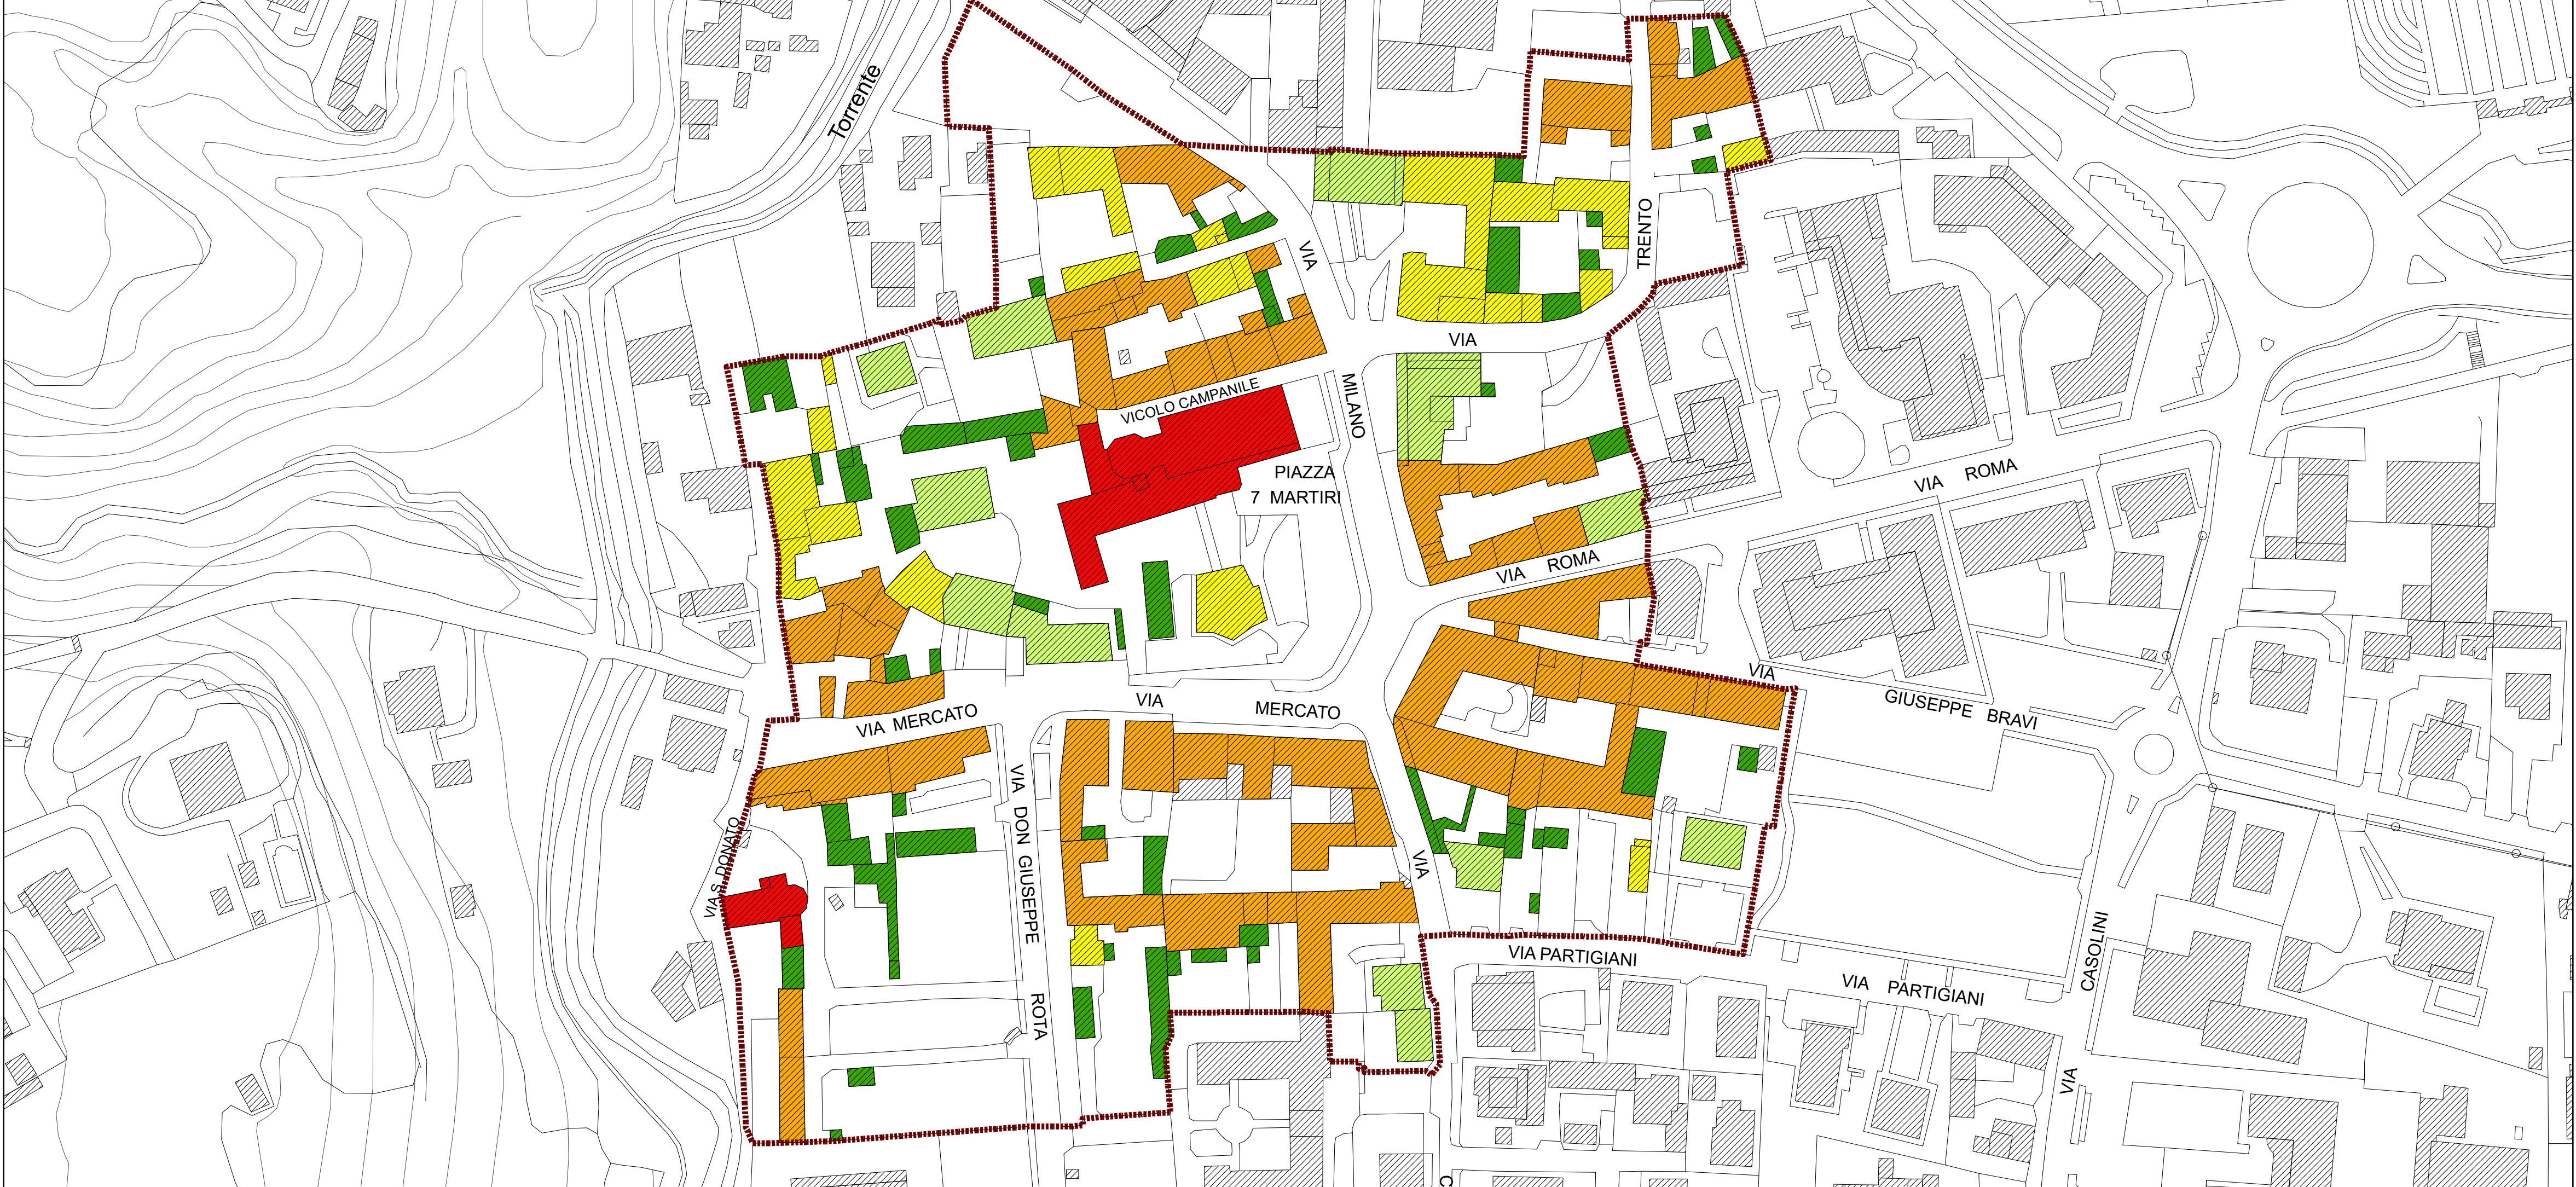 Torrente
TRENTO
VIA
VIA
VICOLO CAMPANILE
MILANO
PIAZZA
7 MARTIRI
VIA ROMA
VIA ROMA
VIA
GIUSEPPE BRAVI
VIA MERCATO
VIA
MERCATO
VIA DON GIUSEPPE
ROTA
VIA S.DONATO
VIA
VIA PARTIGIANI
VIA PARTIGIANI
CASOLINI
VIA
C